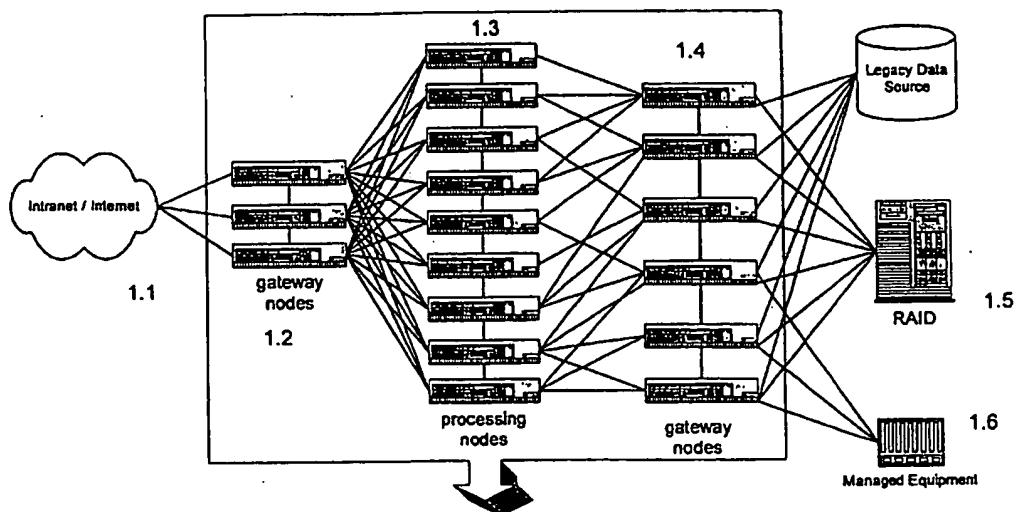 1.3
1.4
Legacy Data
Source
Intranet / Internet
1.1
gateway
nodes
1.2
RAID
1.5
processing
nodes
gateway
nodes
1.6
Managed Equipment